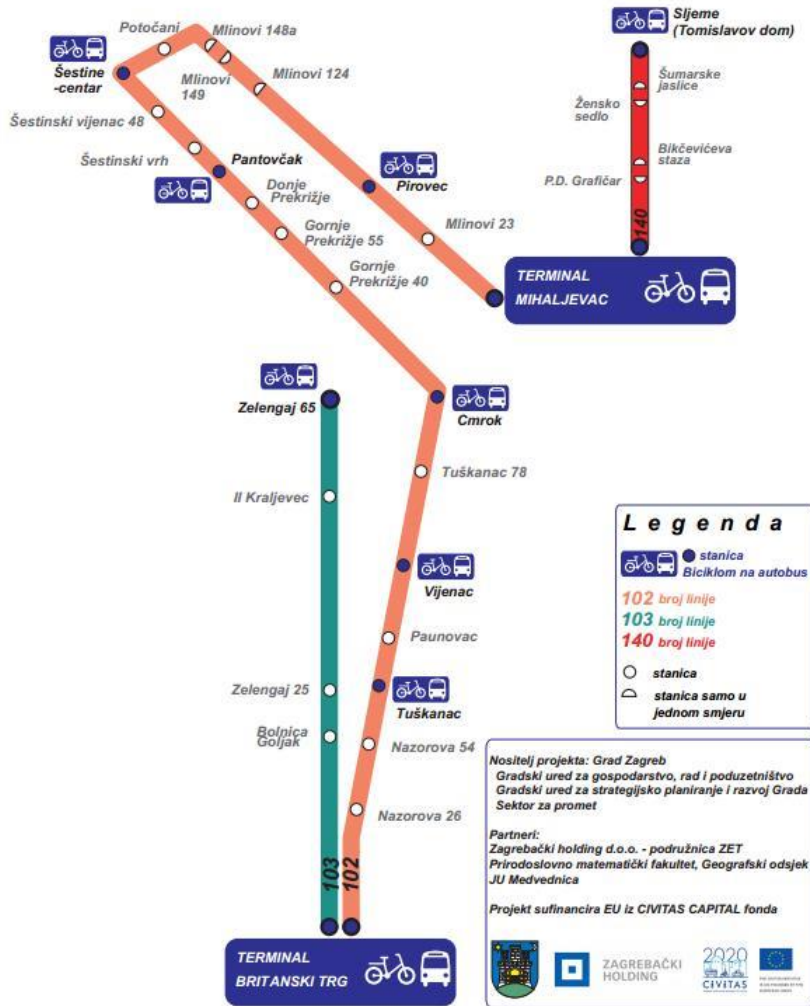 Potočani
Mlinovi 148a
Šestine
-centar
Mlinovi
149
Mlinovi 124
Šestinski vijenac 48
Šestinski vrh
Pantovčak
Pirovec
Donje
Prekrižje
Gornje
Prekrižje 55
Mlinovi 23
Gornje
Prekrižje 40
Sljeme
(Tomislavov dom)
Šumarske
jaslice
Žensko
sedlo
Bikčevićeva
staza
P.D. Grafičar
140
TERMINAL
MIHALJEVAC
Zelengaj 65
Cmrok
II Kraljevec
Tuškanac 78
Vijenac
Paunovac
Zelengaj 25
Tuškanac
Bolnica
Goljak
Nazorova 54
Nazorova 26
103
102
TERMINAL
BRITANSKI TRG
Legenda
stanica
Biciklom na autobus
102 broj linije
103 broj linije
140 broj linije
stanica
stanica samo u
jednom smjeru
Nositelj projekta: Grad Zagreb
Gradski ured za gospodarstvo, rad i poduzetništvo
Gradski ured za strategijsko planiranje i razvoj Grada
Sektor za promet
Partneri:
Zagrebački holding d.o.o. - podružnica ZET
Prirodoslovno matematički fakultet, Geografski odsjek
JU Medvednica
Projekt sufinancira EU iz CIVITAS CAPITAL fonda
ZAGREBAČKI
HOLDING
2020
CIVITAS